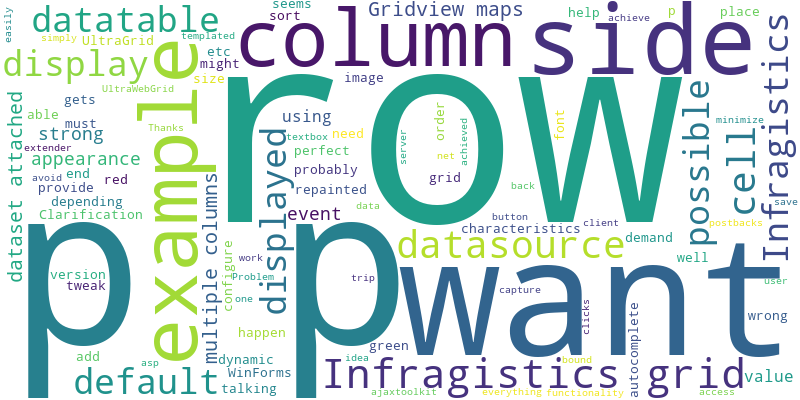 easily
datatable
seems
sort
Gridview maps
help
p
place
achieve
simply
UltraGrid
templated
column
side
Infragistics
display
etc
might
image
size
UltraWebGrid
gets
able
must
strong
example
row
using
need
order
server
achieved
font
possible
cell
minimize
Thanks
textbox
extender
appearance
perfect
net
avoid
end
red
provide
probably
grid
repainted
depending
dataset attached
multiple columns
displayed
data
back
save
Clarification
event
button
client
ppstbacks
characteristics
p
p
want
datasource
demand
well
configure
work
version
tweak
Problem
trip
one
capture
user
happen
clicks
autocomplete
wrong
green
add
asp
dynamic
idea
bound
default
WinForms
talking
Infragistics grid
value
ajaxtoolkit
everything
functionality
access